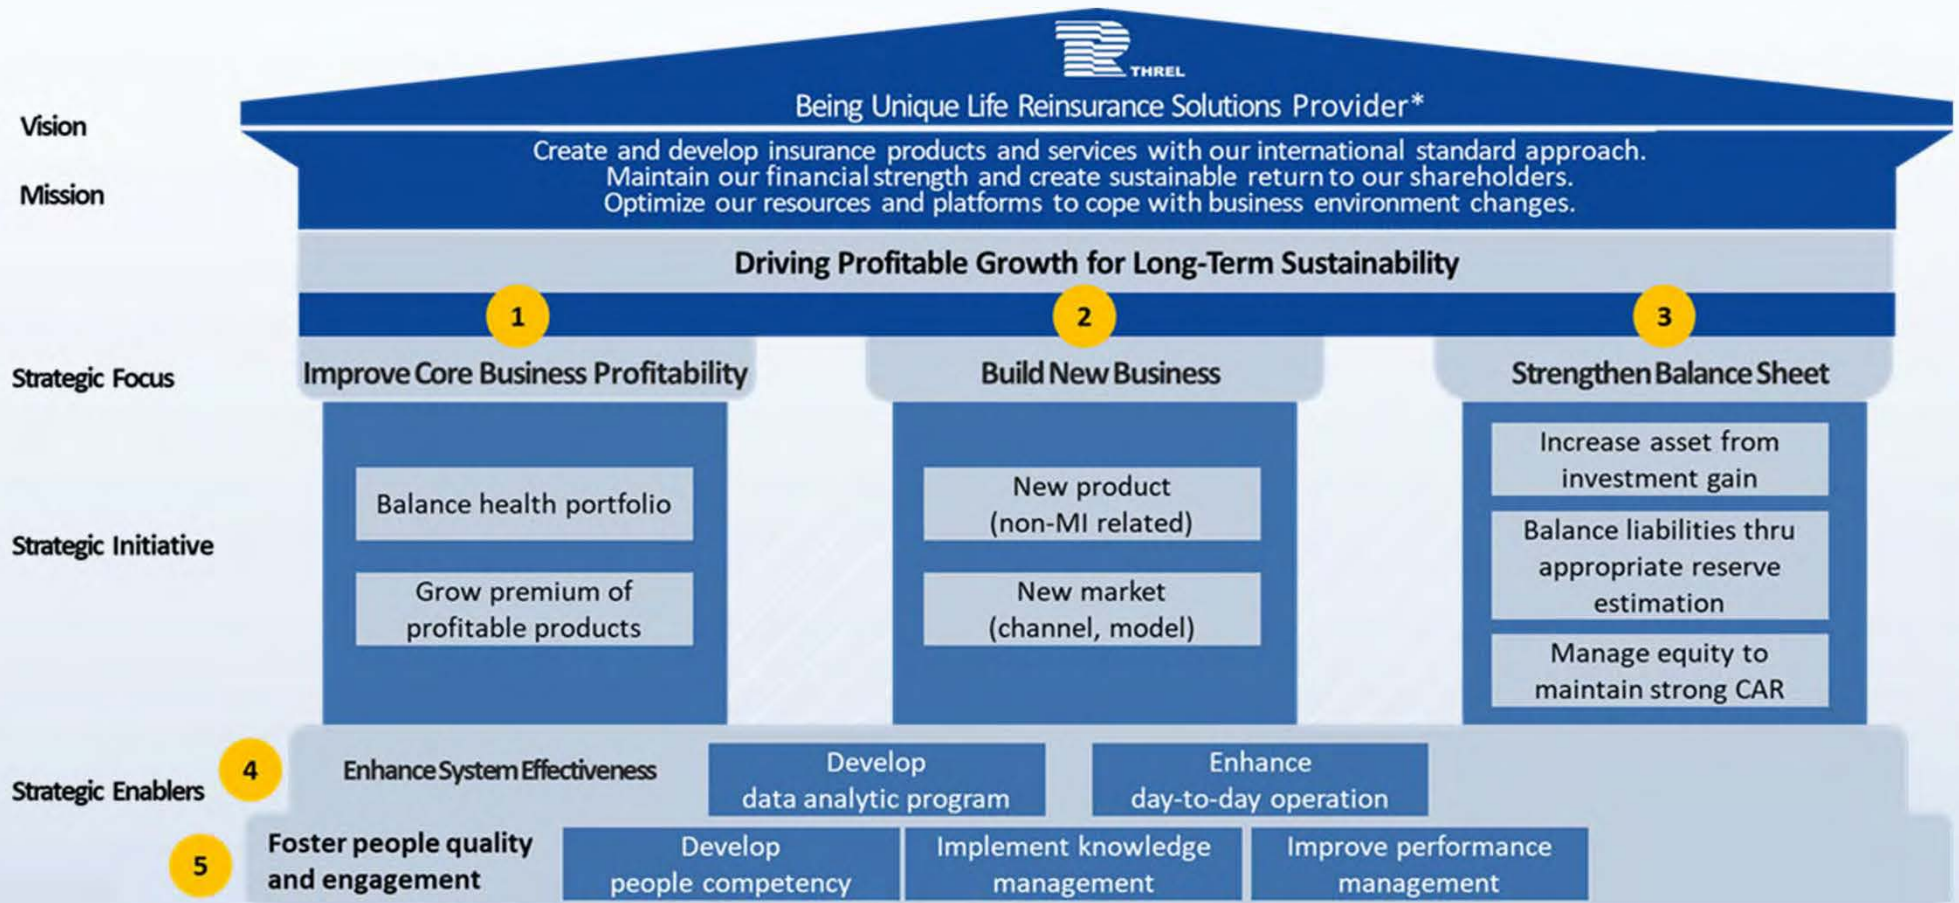 THREL
Being Unique Life Reinsurance Solutions Provider*
Vision
Create and develop insurance products and services with our international standard approach.
Maintain our financial strength and create sustainable return to our shareholders.
Optimize our resources and platforms to cope with business environment changes.
Mission
Driving Profitable Growth for Long-Term Sustainability
1
2
3
Strategic Focus
Improve Core Business Profitability
Build New Business
Strengthen Balance Sheet
Strategic Initiative
Balance health portfolio
Grow premium of
profitable products
New product
(non-MI related)
New market
(channel, model)
Increase asset from
investment gain
Balance liabilities thru
appropriate reserve
estimation
Manage equity to
maintain strong CAR
Strategic Enablers
4
Enhance System Effectiveness
Develop
data analytic program
Enhance
day-to-day operation
5
Foster people quality
and engagement
Develop
people competency
Implement knowledge
management
Improve performance
management